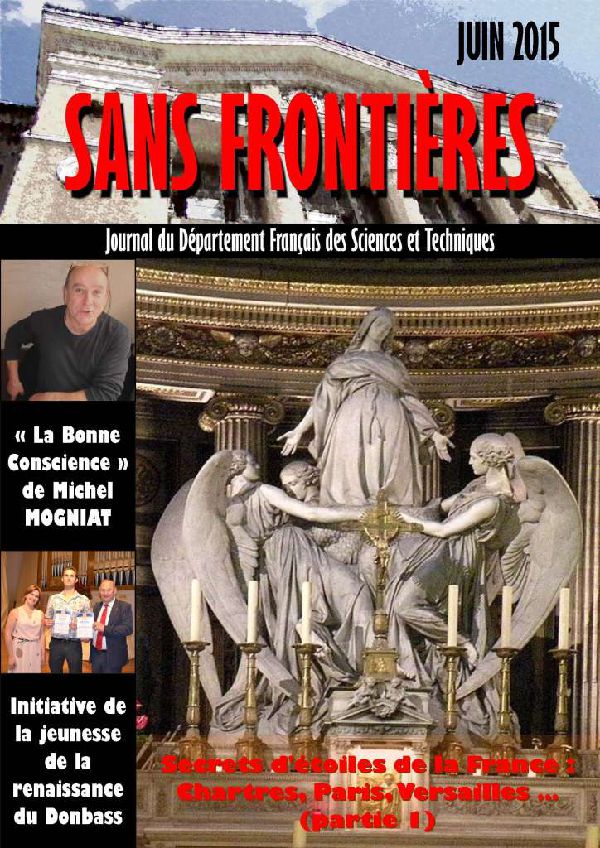 JUIN 2015
SANS FRONTIÈRES
Journal du Département Français des Sciences et Techniques
« La Bonne
Conscience »
de Michel
MOGNIAT
Initiative de
la jeunesse
de la
renaissance
du Donbass
Secrets d'étoiles de la France :
Chartres, Paris, Versailles ...
(partie 1)